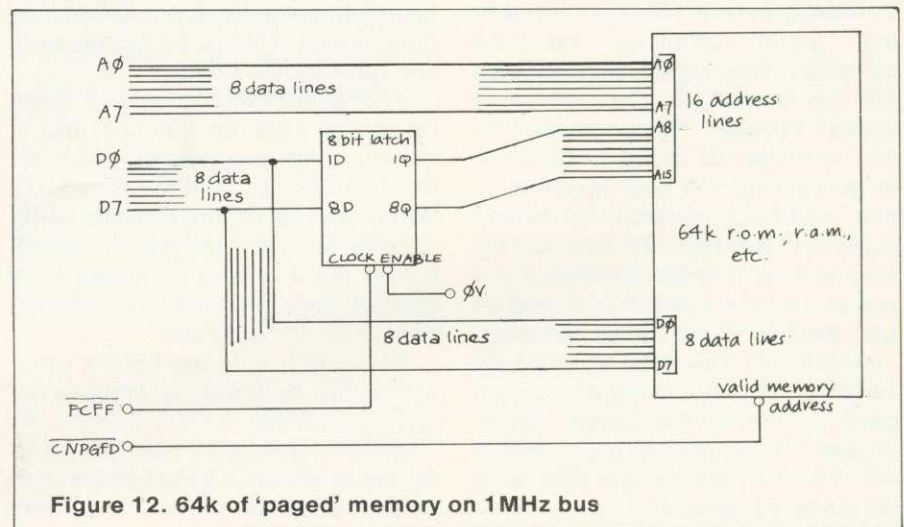 AØ
8 data lines
A7
DØ
8 data lines
D7
8 bit latch
1D 1Q
8D 8Q
CLOCK ENABLE
ØV
AØ
16 address lines
A7
A8
A15
64k r.o.m., r.a.m., etc.
DØ
8 data lines
8 data lines
D7
valid memory address
FCFF
CNPGFD
Figure 12. 64k of 'paged' memory on 1MHz bus